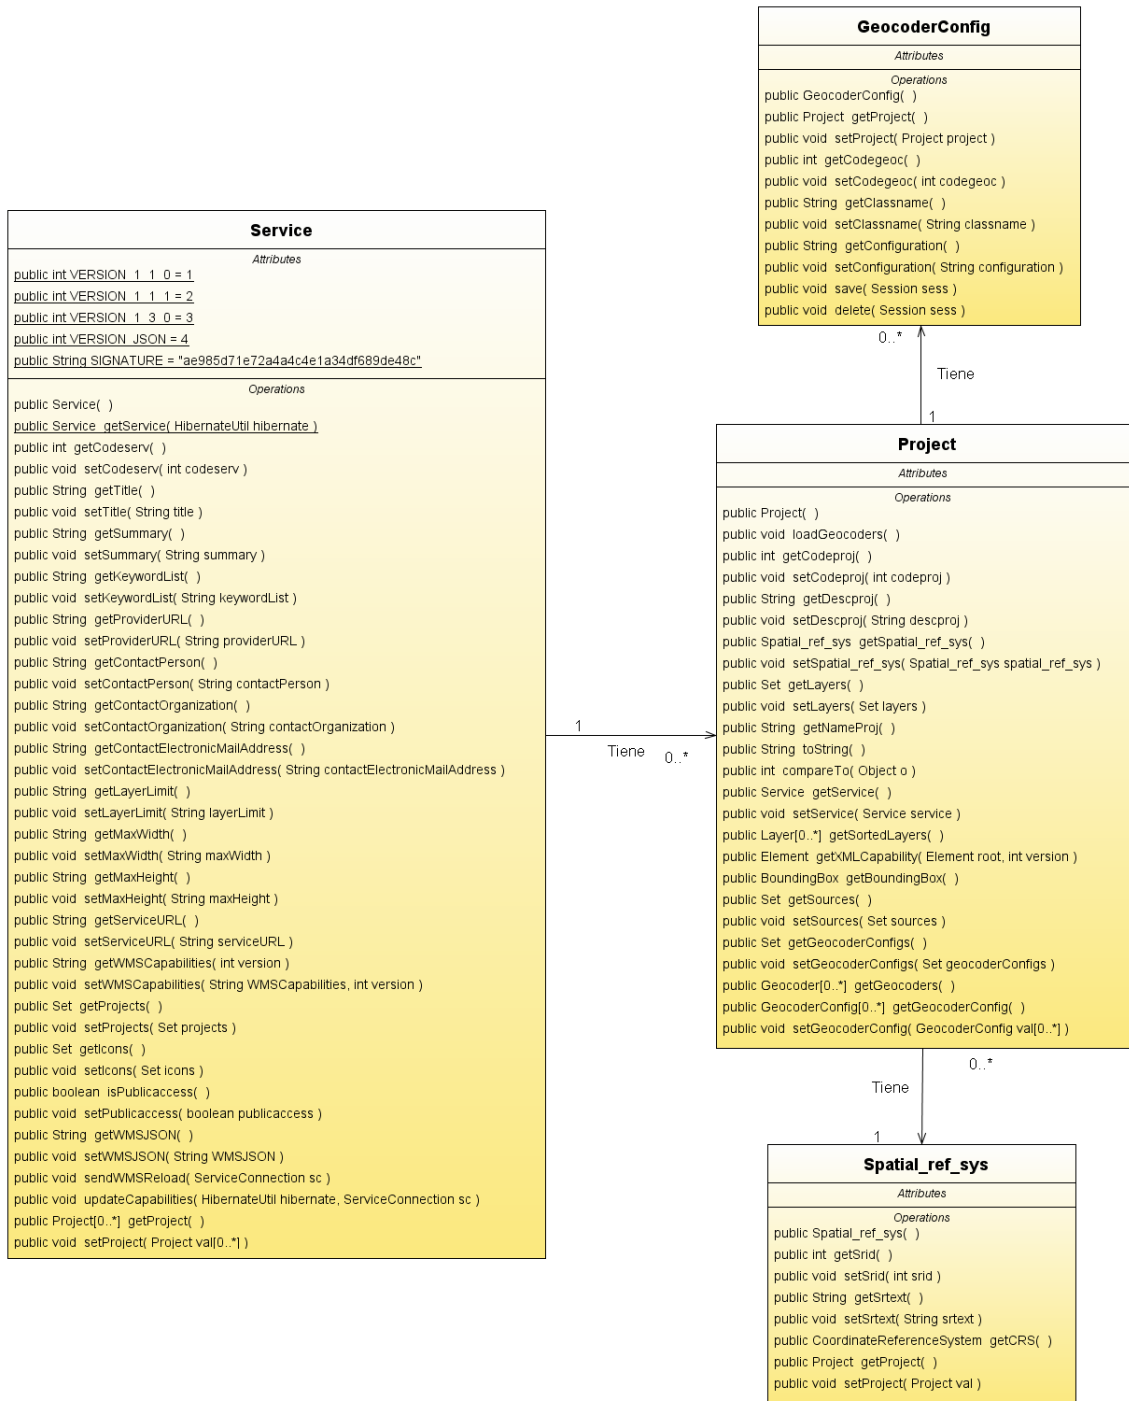 GeocoderConfig
Attributes
Operations
public GeocoderConfig( )
public Project getProject( )
public void setProject( Project project )
public int getCodegeoc( )
public void setCodegeoc( int codegeoc )
public String getClassname( )
public void setClassname( String classname )
public String getConfiguration( )
public void setConfiguration( String configuration )
public void save( Session sess )
public void delete( Session sess )
0..*
Tiene
1
Service
Attributes
public int VERSION_1_1_0 = 1
public int VERSION_1_1_1 = 2
public int VERSION_1_3_0 = 3
public int VERSION_JSON = 4
public String SIGNATURE = "ae985d71e72a4a4c4e1a34df689de48c"
Operations
public Service( )
public Service getService( HibernateUtil hibernate )
public int getCodeserv( )
public void setCodeserv( int codeserv )
public String getTitle( )
public void setTitle( String title )
public String getSummary( )
public void setSummary( String summary )
public String getKeywordList( )
public void setKeywordList( String keywordList )
public String getProviderURL( )
public void setProviderURL( String providerURL )
public String getContactPerson( )
public void setContactPerson( String contactPerson )
public String getContactOrganization( )
public void setContactOrganization( String contactOrganization )
public String getContactElectronicMailAddress( )
public void setContactElectronicMailAddress( String contactElectronicMailAddress )
public String getLayerLimit( )
public void setLayerLimit( String layerLimit )
public String getMaxWidth( )
public void setMaxWidth( String maxWidth )
public String getMaxHeight( )
public void setMaxHeight( String maxHeight )
public String getServiceURL( )
public void setServiceURL( String serviceURL )
public String getWMSCapabilities( int version )
public void setWMSCapabilities( String WMSCapabilities, int version )
public Set getProjects( )
public void setProjects( Set projects )
public Set getIcons( )
public void setIcons( Set icons )
public boolean isPublicaccess( )
public void setPublicaccess( boolean publicaccess )
public String getWMSJSON( )
public void setWMSJSON( String WMSJSON )
public void sendWMSReload( ServiceConnection sc )
public void updateCapabilities( HibernateUtil hibernate, ServiceConnection sc )
public Project[0..*] getProject( )
public void setProject( Project val[0..*] )
1
Tiene
0..*
Project
Attributes
Operations
public Project( )
public void loadGeocoders( )
public int getCodeproj( )
public void setCodeproj( int codeproj )
public String getDescproj( )
public void setDescproj( String descproj )
public Spatial_ref_sys getSpatial_ref_sys( )
public void setSpatial_ref_sys( Spatial_ref_sys spatial_ref_sys )
public Set getLayers( )
public void setLayers( Set layers )
public String getNameProj( )
public String toString( )
public int compareTo( Object o )
public Service getService( )
public void setService( Service service )
public Layer[0..*] getSortedLayers( )
public Element getXMLCapability( Element root, int version )
public BoundingBox getBoundingBox( )
public Set getSources( )
public void setSources( Set sources )
public Set getGeocoderConfigs( )
public void setGeocoderConfigs( Set geocoderConfigs )
public Geocoder[0..*] getGeocoders( )
public GeocoderConfig[0..*] getGeocoderConfig( )
public void setGeocoderConfig( GeocoderConfig val[0..*] )
0..*
Tiene
1
Spatial_ref_sys
Attributes
Operations
public Spatial_ref_sys( )
public int getSrid( )
public void setSrid( int srid )
public String getSrtext( )
public void setSrtext( String srtext )
public CoordinateReferenceSystem getCRS( )
public Project getProject( )
public void setProject( Project val )